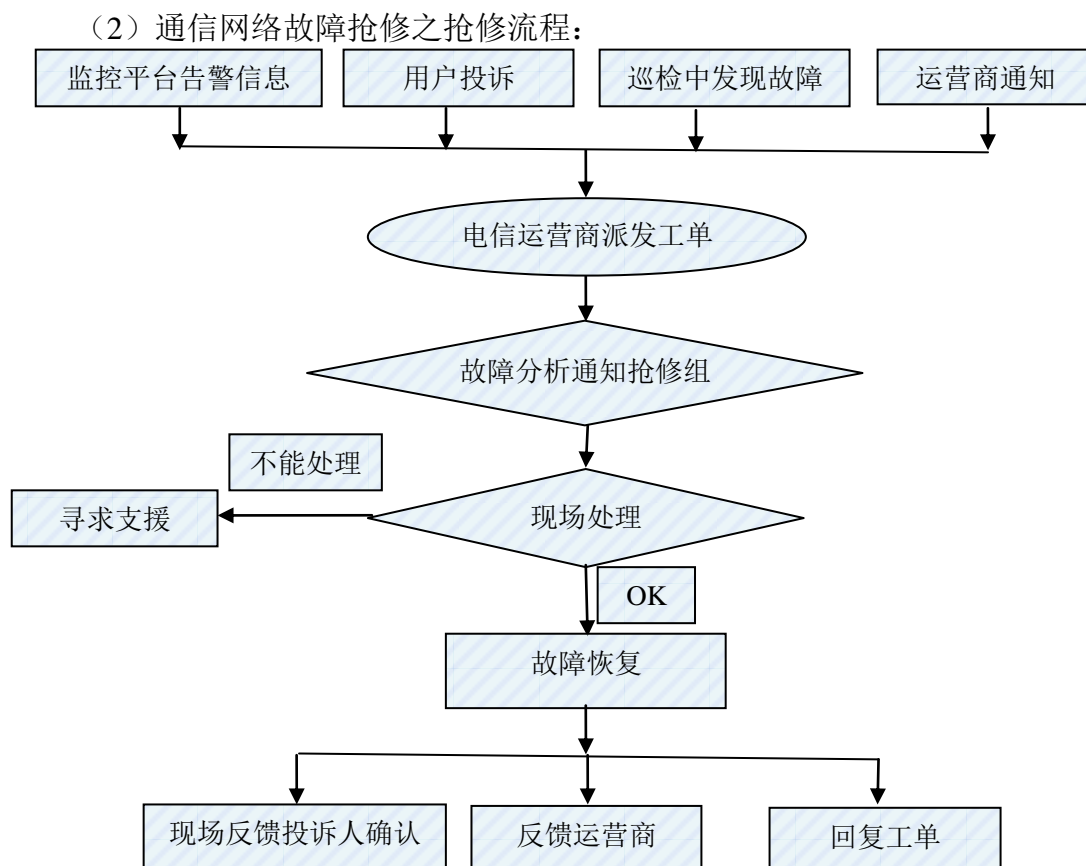 （2）通信网络故障抢修之抢修流程：
监控平台告警信息
用户投诉
巡检中发现故障
运营商通知
电信运营商派发工单
故障分析通知抢修组
不能处理
寻求支援
现场处理
OK
故障恢复
现场反馈投诉人确认
反馈运营商
回复工单